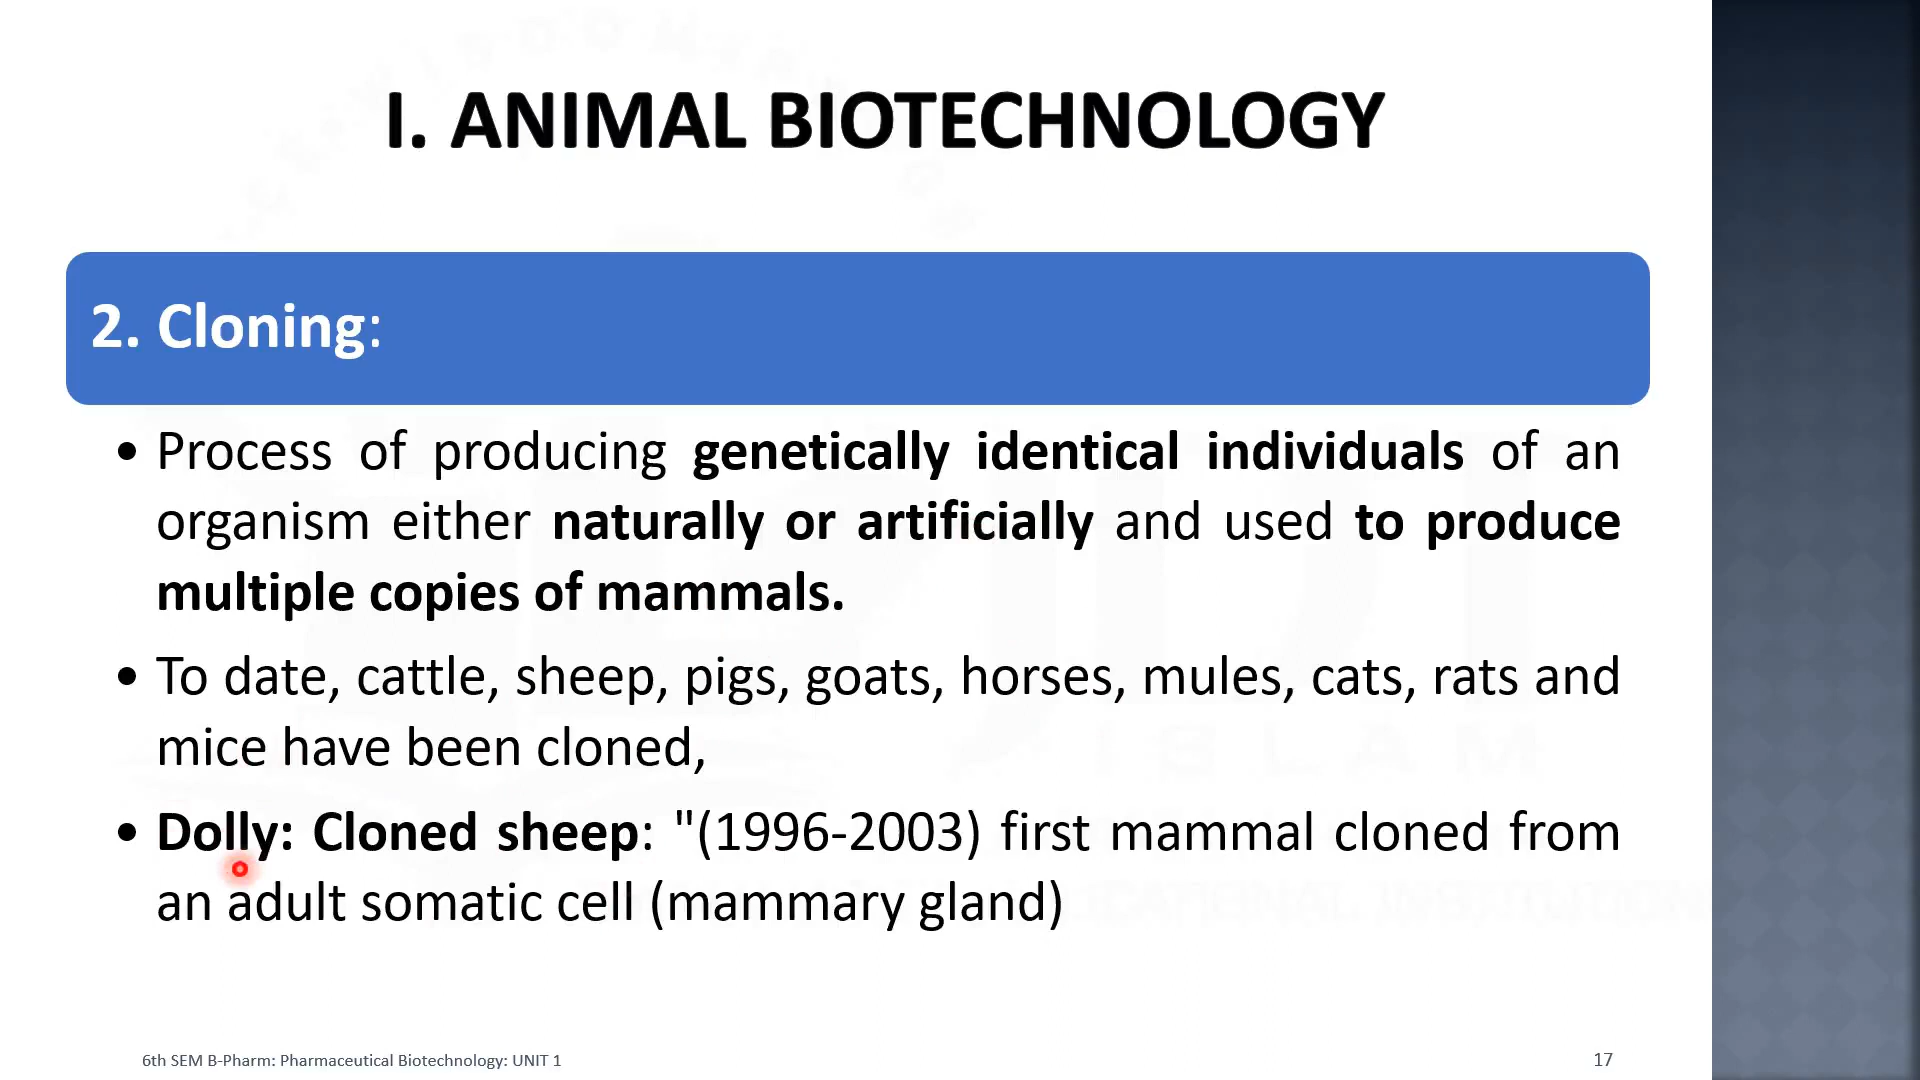 I. ANIMAL BIOTECHNOLOGY
2. Cloning:
• Process of producing genetically identical individuals of an
organism either naturally or artificially and used to produce
multiple copies of mammals.
• To date, cattle, sheep, pigs, goats, horses, mules, cats, rats and
mice have been cloned,
• Dolly: Cloned sheep: "(1996-2003) first mammal cloned from
an adult somatic cell (mammary gland)
6th SEM B-Pharm: Pharmaceutical Biotechnology: UNIT 1
17